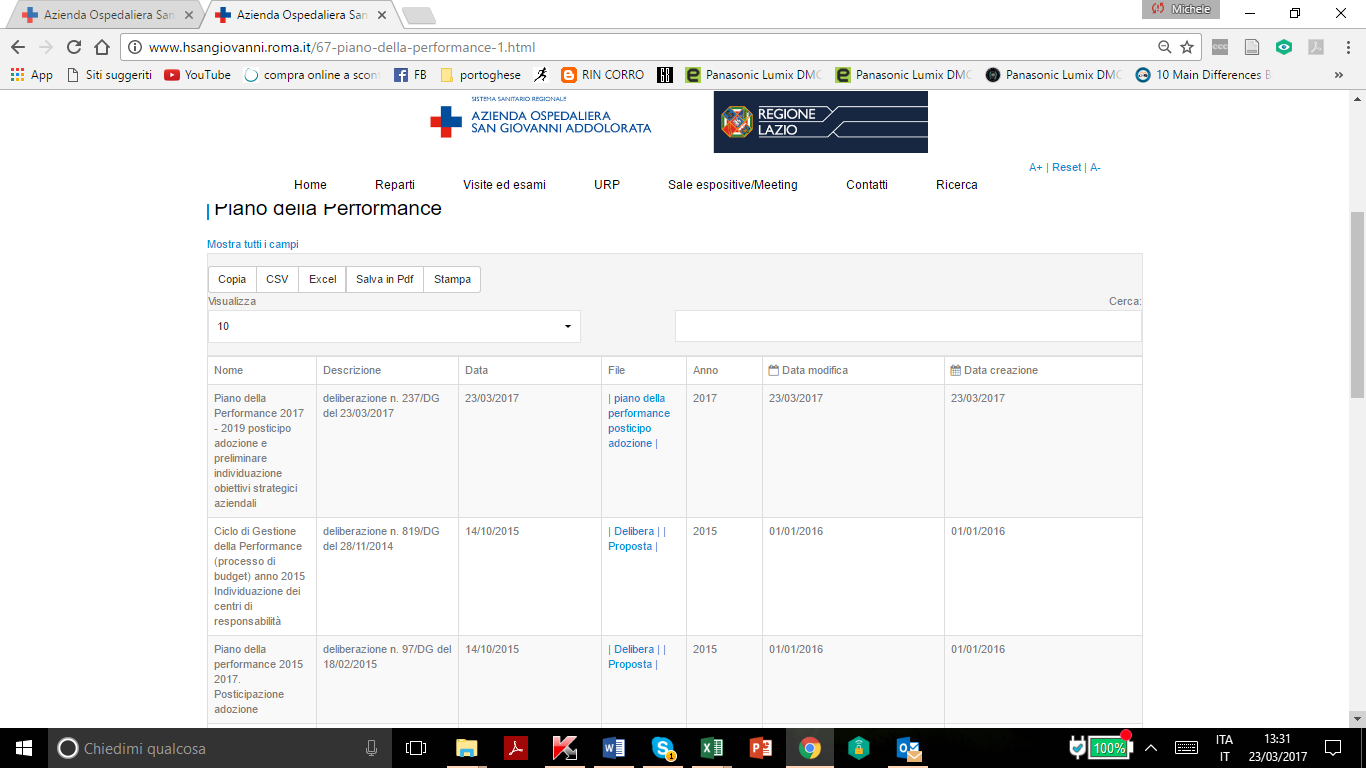 Azienda Ospedaliera San
Azienda Ospedaliera San
Michele
www.hsangiovanni.roma.it/67-piano-della-performance-1.html
App
Siti suggeriti
YouTube
compra online a scont
FB
portoghese
RIN CORRO
Panasonic Lumix DMC
Panasonic Lumix DMC
Panasonic Lumix DMC
10 Main Differences B
»
SISTEMA SANITARIO REGIONALE
AZIENDA OSPEDALIERA
SAN GIOVANNI ADDOLORATA
REGIONE
LAZIO
A+ | Reset | A-
Home Reparti Visite ed esami URP Sale espositive/Meeting Contatti Ricerca
Piano della Performance
Mostra tutti i campi
Copia CSV Excel Salva in Pdf Stampa
Visualizza
Cerca:
10
Nome Descrizione Data File Anno Data modifica Data creazione
Piano della
Performance 2017
- 2019 posticipo
adozione e
preliminare
individuazione
obiettivi strategici
aziendali
deliberazione n. 237/DG
del 23/03/2017
23/03/2017
| piano della
performance
posticipo
adozione |
2017
23/03/2017
23/03/2017
Ciclo di Gestione
della Performance
(processo di
budget) anno 2015
Individuazione dei
centri di
responsabilità
deliberazione n. 819/DG
del 28/11/2014
14/10/2015
| Delibera | |
Proposta |
2015
01/01/2016
01/01/2016
Piano della
performance 2015
2017.
Posticipazione
adozione
deliberazione n. 97/DG del
18/02/2015
14/10/2015
| Delibera | |
Proposta |
2015
01/01/2016
01/01/2016
Chiedimi qualcosa
1
100%
ITA
IT
13:31
23/03/2017